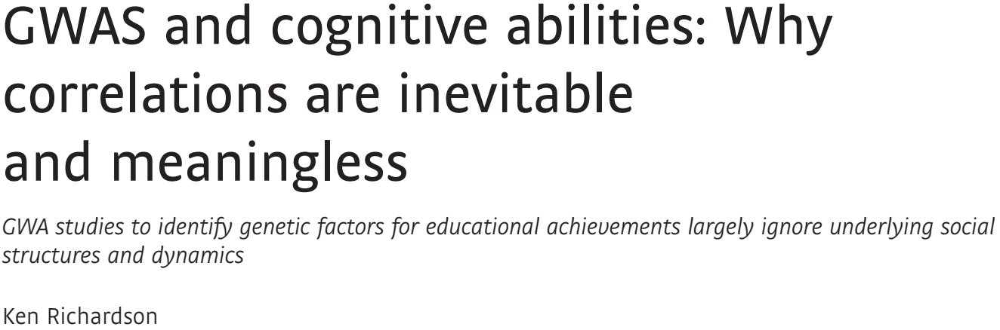 GWAS and cognitive abilities: Why
correlations are inevitable
and meaningless
GWA studies to identify genetic factors for educational achievements largely ignore underlying social
structures and dynamics
Ken Richardson